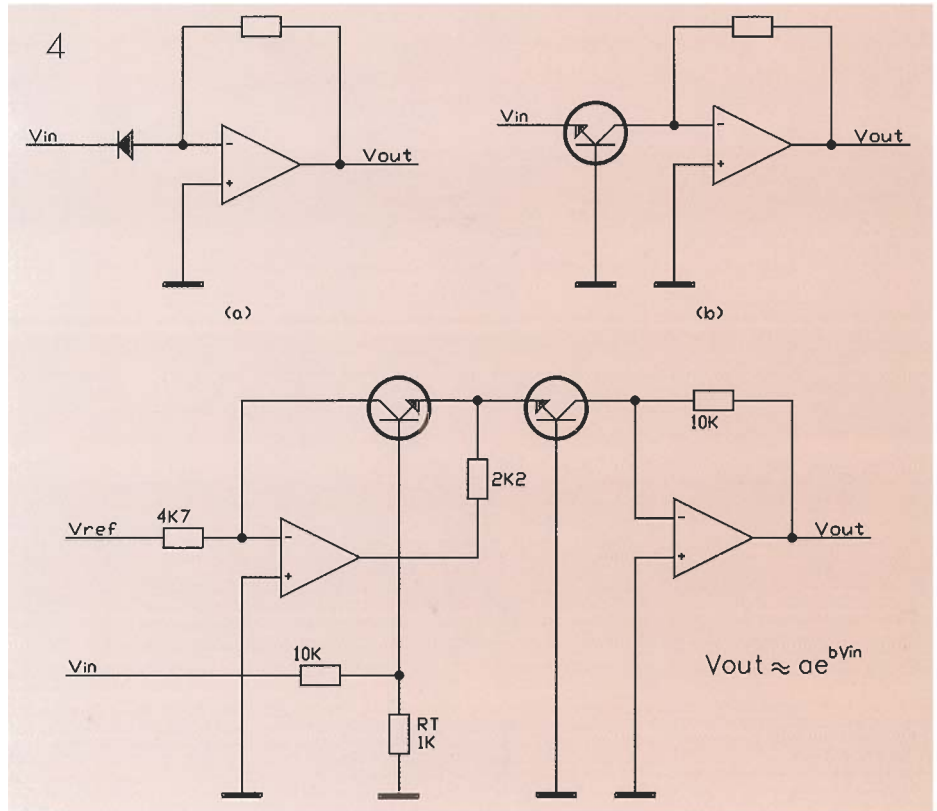 4
Vin
-
+
Vout
(a)
Vin
-
+
Vout
(b)
10K
2K2
4K7
Vref
-
+
-
+
Vout
10K
Vin
RT
1K
Vout ≈ ae^bVin